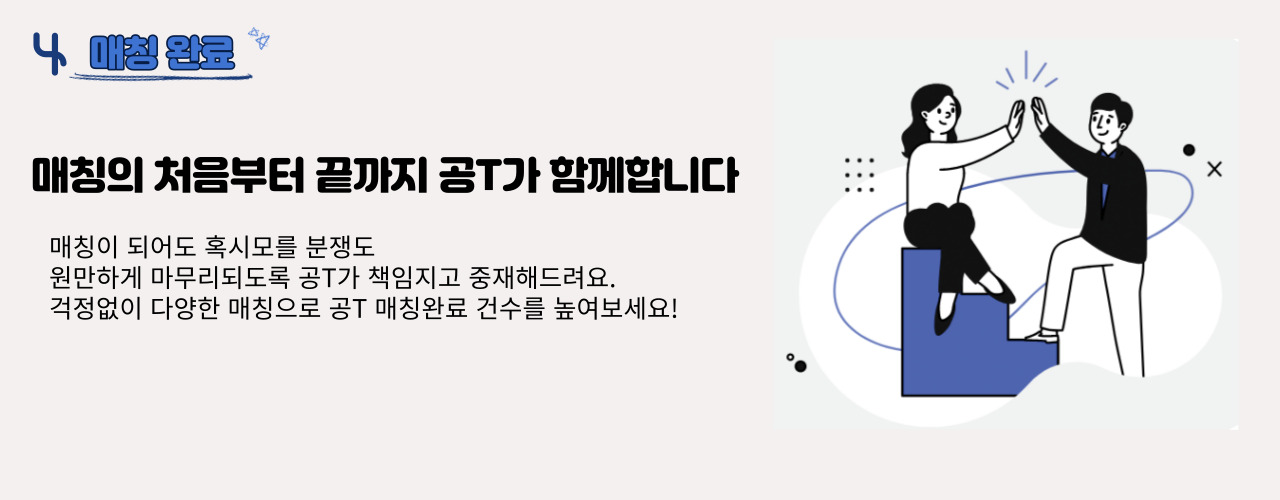 4 매칭 완료
매칭의 처음부터 끝까지 공T가 함께합니다
매칭이 되어도 혹시모를 분쟁도
원만하게 마무리되도록 공T가 책임지고 중재해드려요.
걱정없이 다양한 매칭으로 공T 매칭완료 건수를 높여보세요!